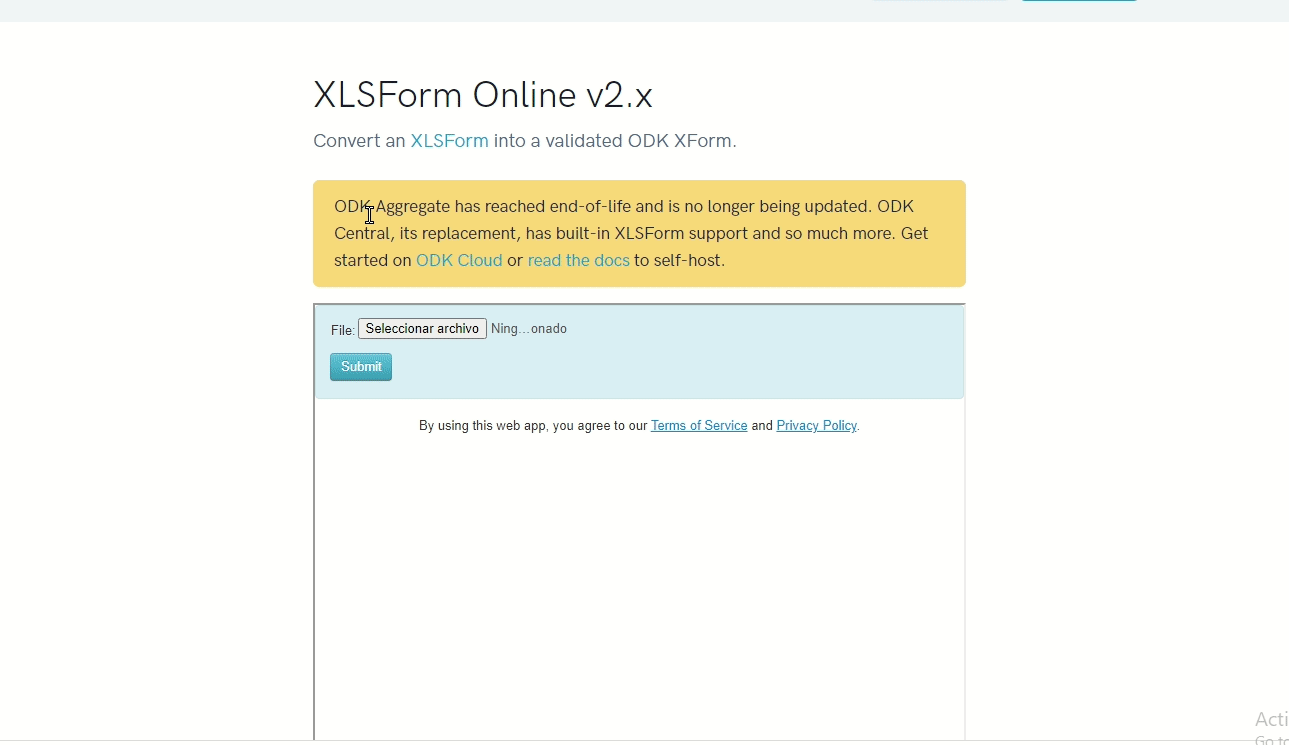 XLSForm Online v2.x
Convert an XLSForm into a validated ODK XForm.
ODK Aggregate has reached end-of-life and is no longer being updated. ODK
Central, its replacement, has built-in XLSForm support and so much more. Get
started on ODK Cloud or read the docs to self-host.
File: Seleccionar archivo Ning...onado
Submit
By using this web app, you agree to our Terms of Service and Privacy Policy.
Acti
Go to